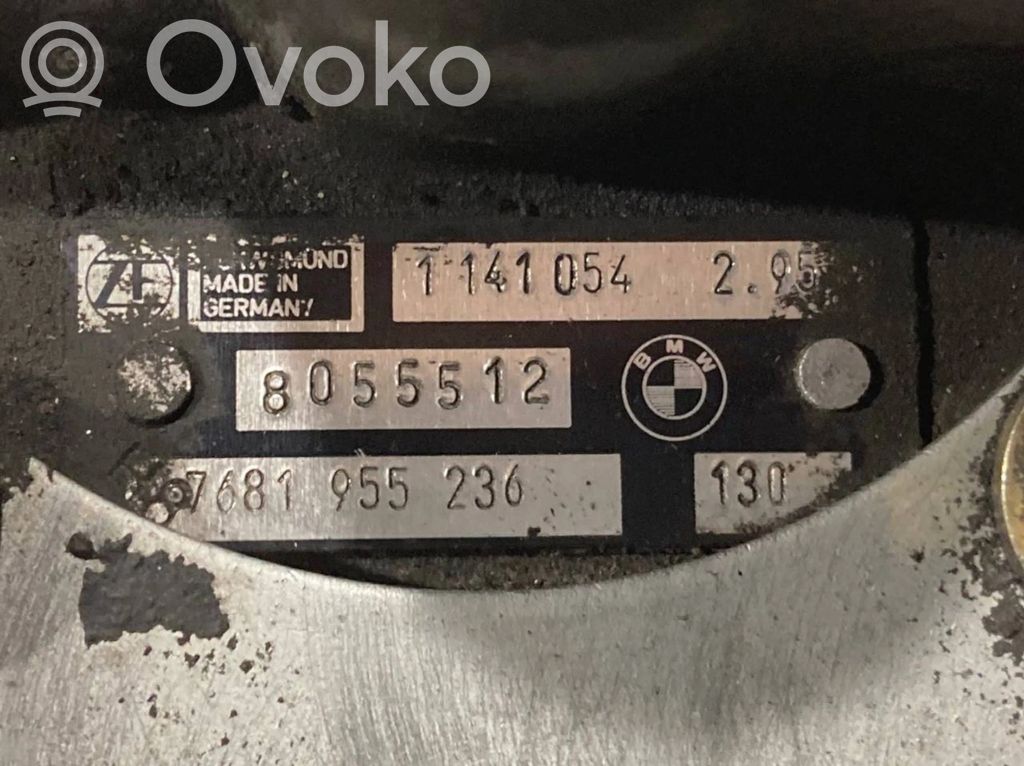 Ovoko
ZF MADE IN
GERMANY
1 141 054 2.95
8055512
BMW
7681 955 236 130